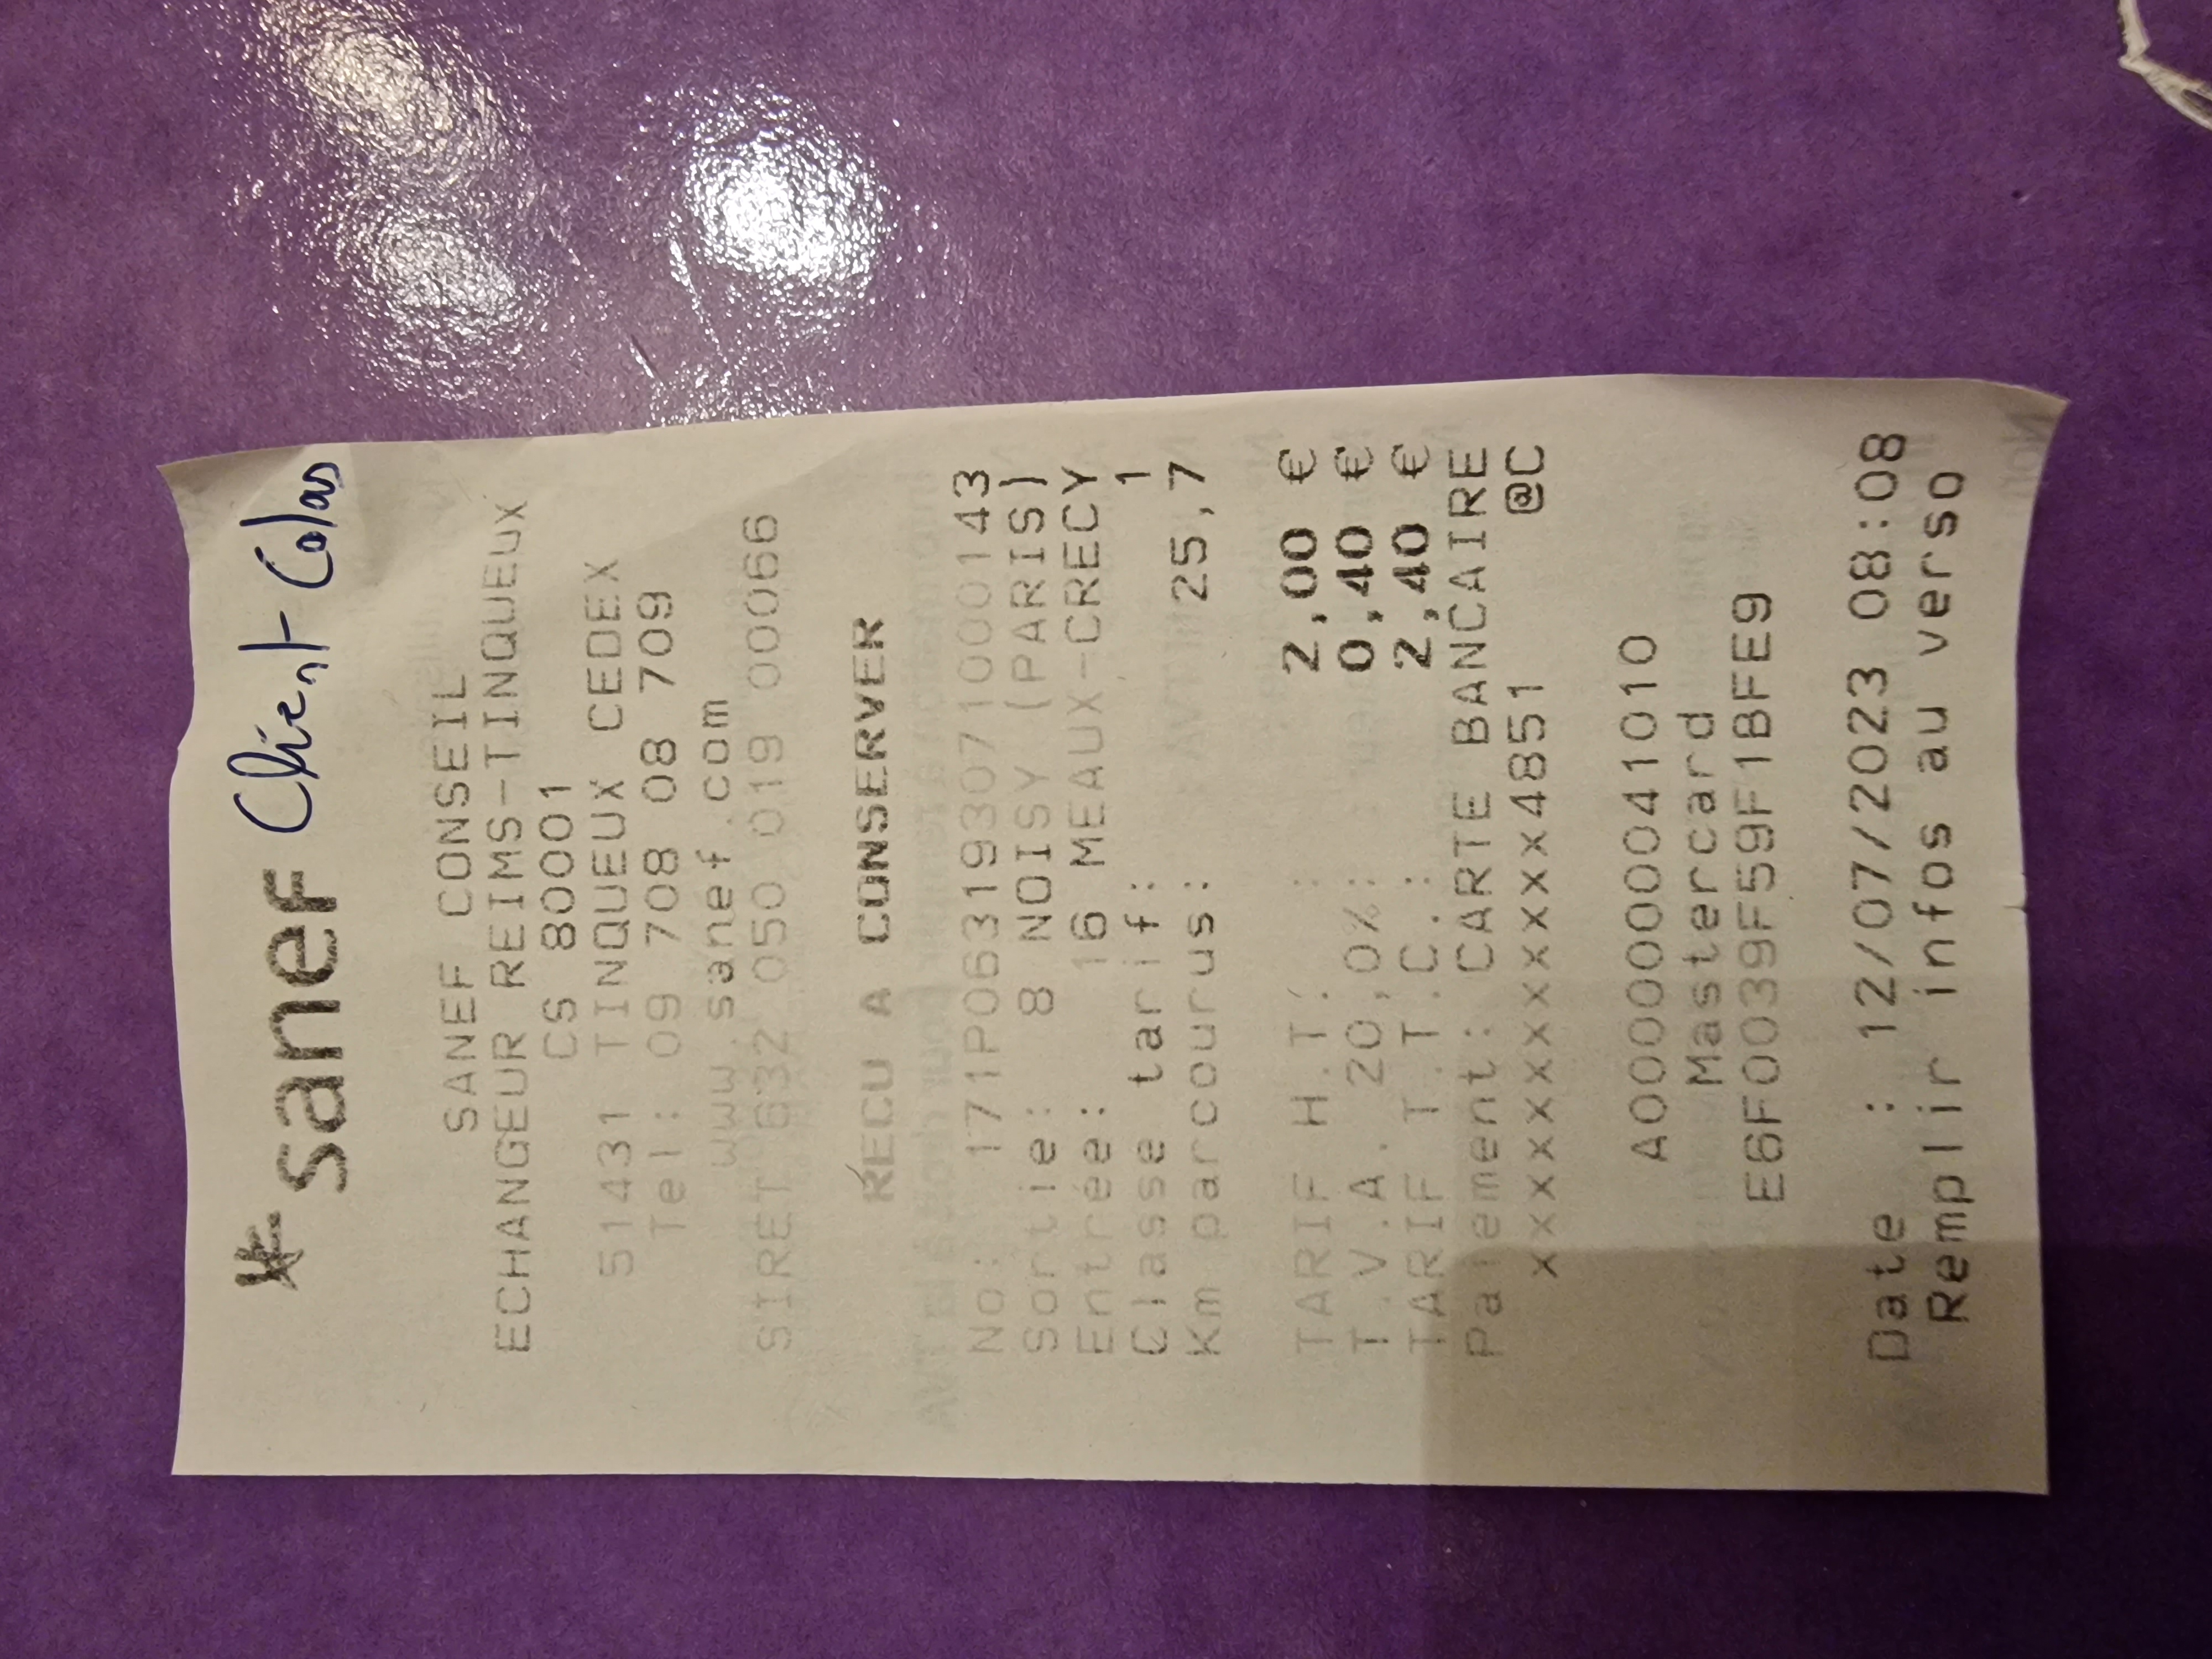 sanef Client Colas
SANEF CONSEIL
ECHANGEUR REIMS-TINQUEUx
CS 80001
51431 TINQUEUX CEDEX
Tel: 09 708 08 709
www.sanef.com
SIRET 632 050 019 00066
RECU A CONSERVER
No: 171P063193071000143
Sortie: 8 NOISY (PARIS)
Entrée: 16 MEAUX-CRECY
Classe tarif: 1
Km parcourus: 25,7
TARIF H.T. : 2,00 €
T.V.A. 20,0%: 0,40 €
TARIF T.T.C.: 2,40 €
Paiement: CARTE BANCAIRE
xxxxxxxxxxxx4851 @C
A0000000041010
Mastercard
E6F0039F59F1BFE9
Date : 12/07/2023 08:08
Remplir infos au verso